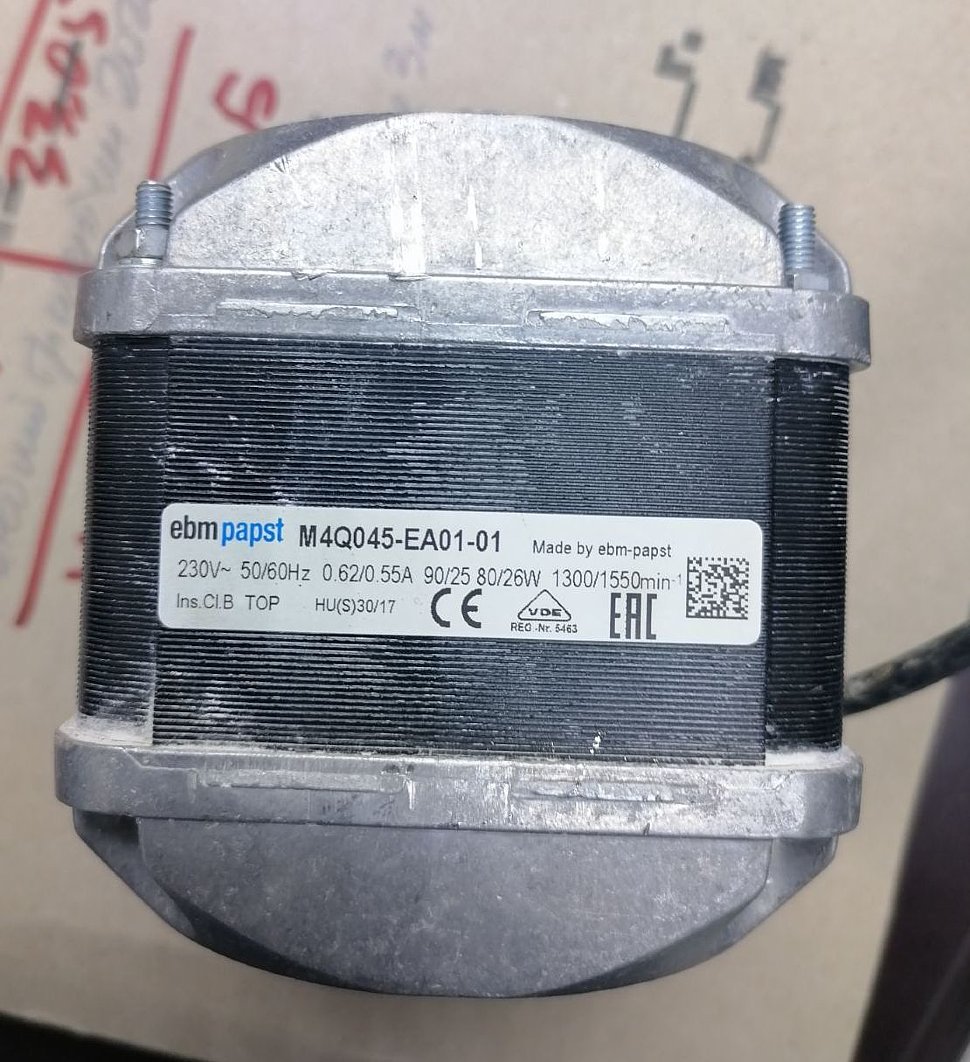 ebmpapst M4Q045-EA01-01 Made by ebm-papst
230V~ 50/60Hz 0.62/0.55A 90/25 80/26W 1300/1550min⁻¹
Ins.Cl.B TOP HU(S)30/17 CE VDE EAC
REG.-Nr. 5463